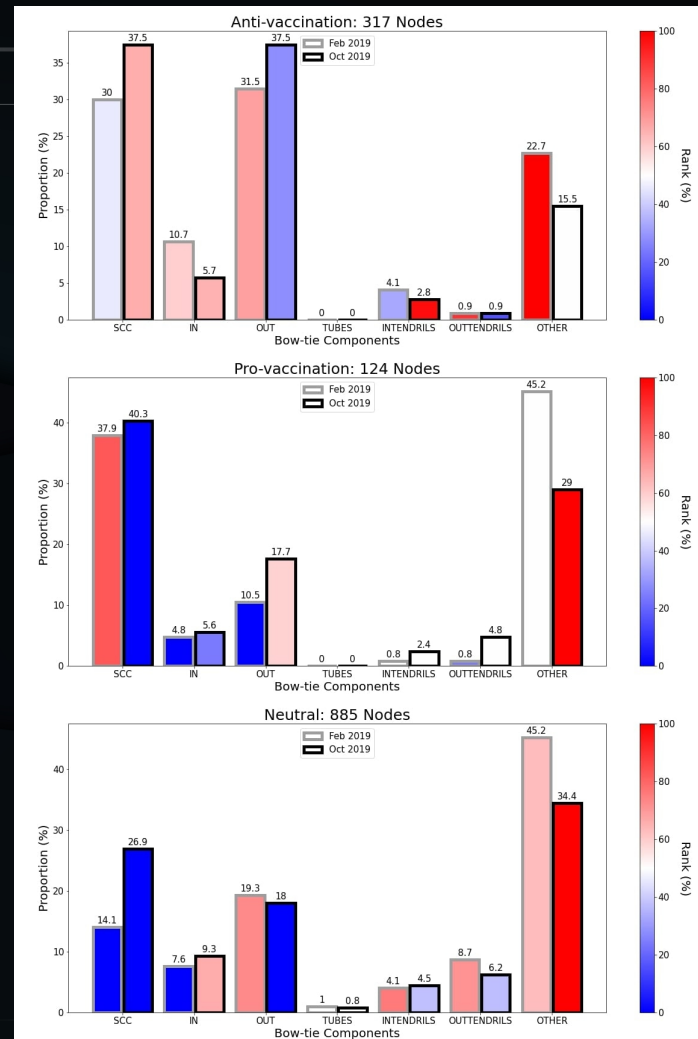 Anti-vaccination: 317 Nodes
Feb 2019
Oct 2019
Proportion (%)
35
30
25
20
15
10
5
0
30
37.5
10.7
5.7
31.5
37.5
0
0
4.1
2.8
0.9
0.9
22.7
15.5
SCC
IN
OUT
TUBES
INTENDRILS
OUTTENDRILS
OTHER
Bow-tie Components
100
80
60
40
20
0
Rank (%)
Pro-vaccination: 124 Nodes
Feb 2019
Oct 2019
Proportion (%)
40
30
20
10
0
37.9
40.3
4.8
5.6
10.5
17.7
0
0
0.8
2.4
0.8
4.8
45.2
29
SCC
IN
OUT
TUBES
INTENDRILS
OUTTENDRILS
OTHER
Bow-tie Components
100
80
60
40
20
0
Rank (%)
Neutral: 885 Nodes
Feb 2019
Oct 2019
Proportion (%)
40
30
20
10
0
14.1
26.9
7.6
9.3
19.3
18
1
0.8
4.1
4.5
8.7
6.2
45.2
34.4
SCC
IN
OUT
TUBES
INTENDRILS
OUTTENDRILS
OTHER
Bow-tie Components
100
80
60
40
20
0
Rank (%)